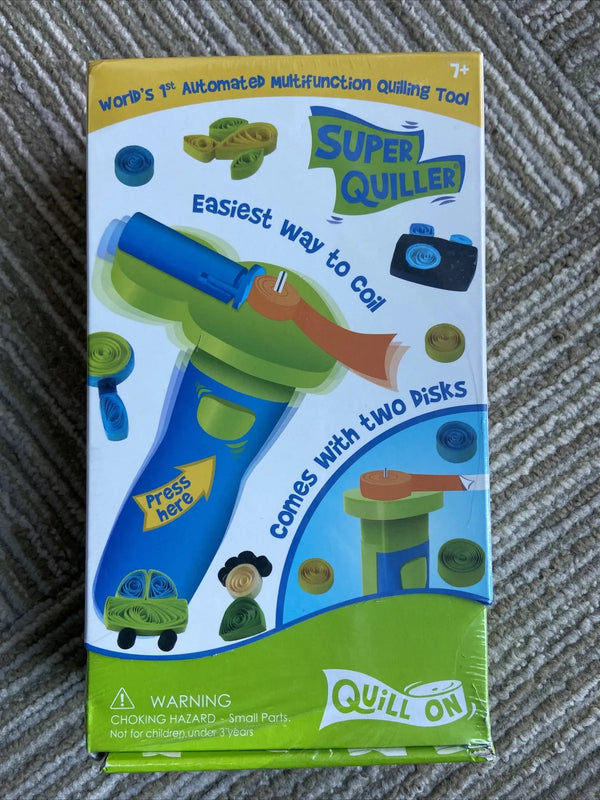 7+
World's 1st Automated Multifunction Quilling Tool
SUPER
QUILLER®
Easiest way to coil
comes with two disks
Press
here
WARNING
CHOKING HAZARD - Small Parts.
Not for children under 3 years
QUILL ON